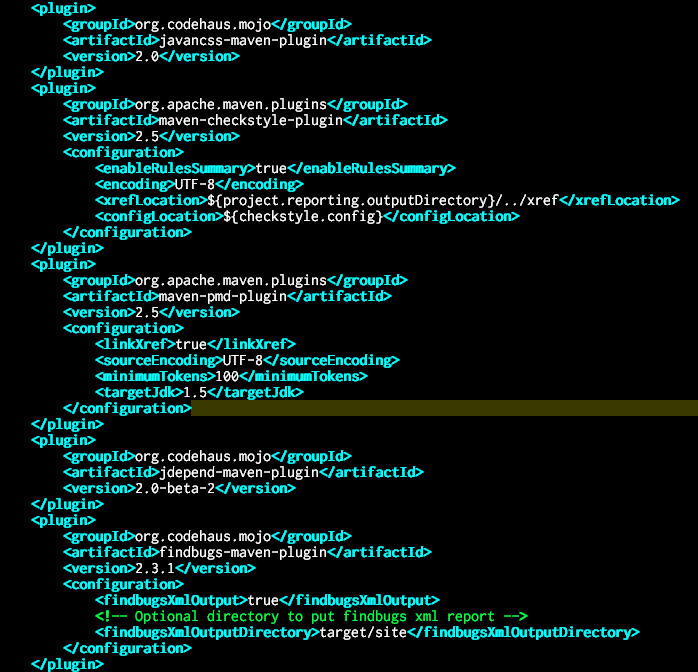 <plugin>
<groupId>org.codehaus.mojo</groupId>
<artifactId>javancss-maven-plugin</artifactId>
<version>2.0</version>
</plugin>
<plugin>
<groupId>org.apache.maven.plugins</groupId>
<artifactId>maven-checkstyle-plugin</artifactId>
<version>2.5</version>
<configuration>
<enableRulesSummary>true</enableRulesSummary>
<encoding>UTF-8</encoding>
<xrefLocation>${project.reporting.outputDirectory}/../xref</xrefLocation>
<configLocation>${checkstyle.config}</configLocation>
</configuration>
</plugin>
<plugin>
<groupId>org.apache.maven.plugins</groupId>
<artifactId>maven-pmd-plugin</artifactId>
<version>2.5</version>
<configuration>
<linkXref>true</linkXref>
<sourceEncoding>UTF-8</sourceEncoding>
<minimumTokens>100</minimumTokens>
<targetJdk>1.5</targetJdk>
</configuration>
</plugin>
<plugin>
<groupId>org.codehaus.mojo</groupId>
<artifactId>jdepend-maven-plugin</artifactId>
<version>2.0-beta-2</version>
</plugin>
<plugin>
<groupId>org.codehaus.mojo</groupId>
<artifactId>findbugs-maven-plugin</artifactId>
<version>2.3.1</version>
<configuration>
<findbugsXmlOutput>true</findbugsXmlOutput>
<!-- Optional directory to put findbugs xml report -->
<findbugsXmlOutputDirectory>target/site</findbugsXmlOutputDirectory>
</configuration>
</plugin>